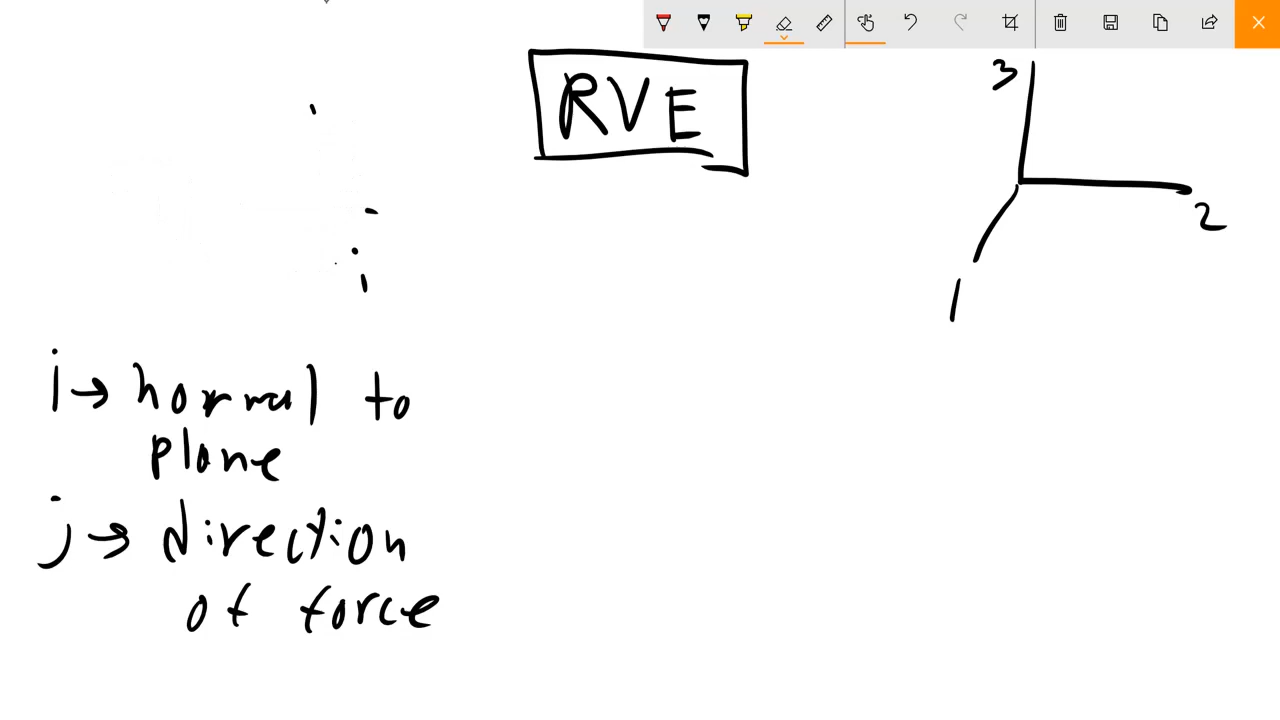 RVE
3
2
1
i → normal to
plane
j → direction
of force